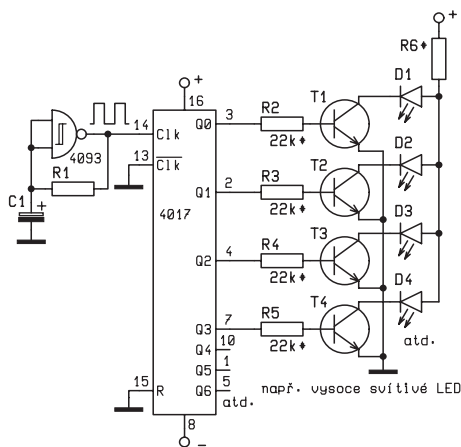 +
R6*
+
16
D1
T1
3
R2
Q0
14
Clk
22k*
4093
13
Clk
D2
R1
T2
2
R3
C1
+
Q1
22k*
4017
D3
T3
4
R4
Q2
22k*
D4
T4
7
R5
Q3
10
22k*
atd.
Q4
1
Q5
15
R
5
Q6
např. vysoce svítivé LED
atd.
8
–